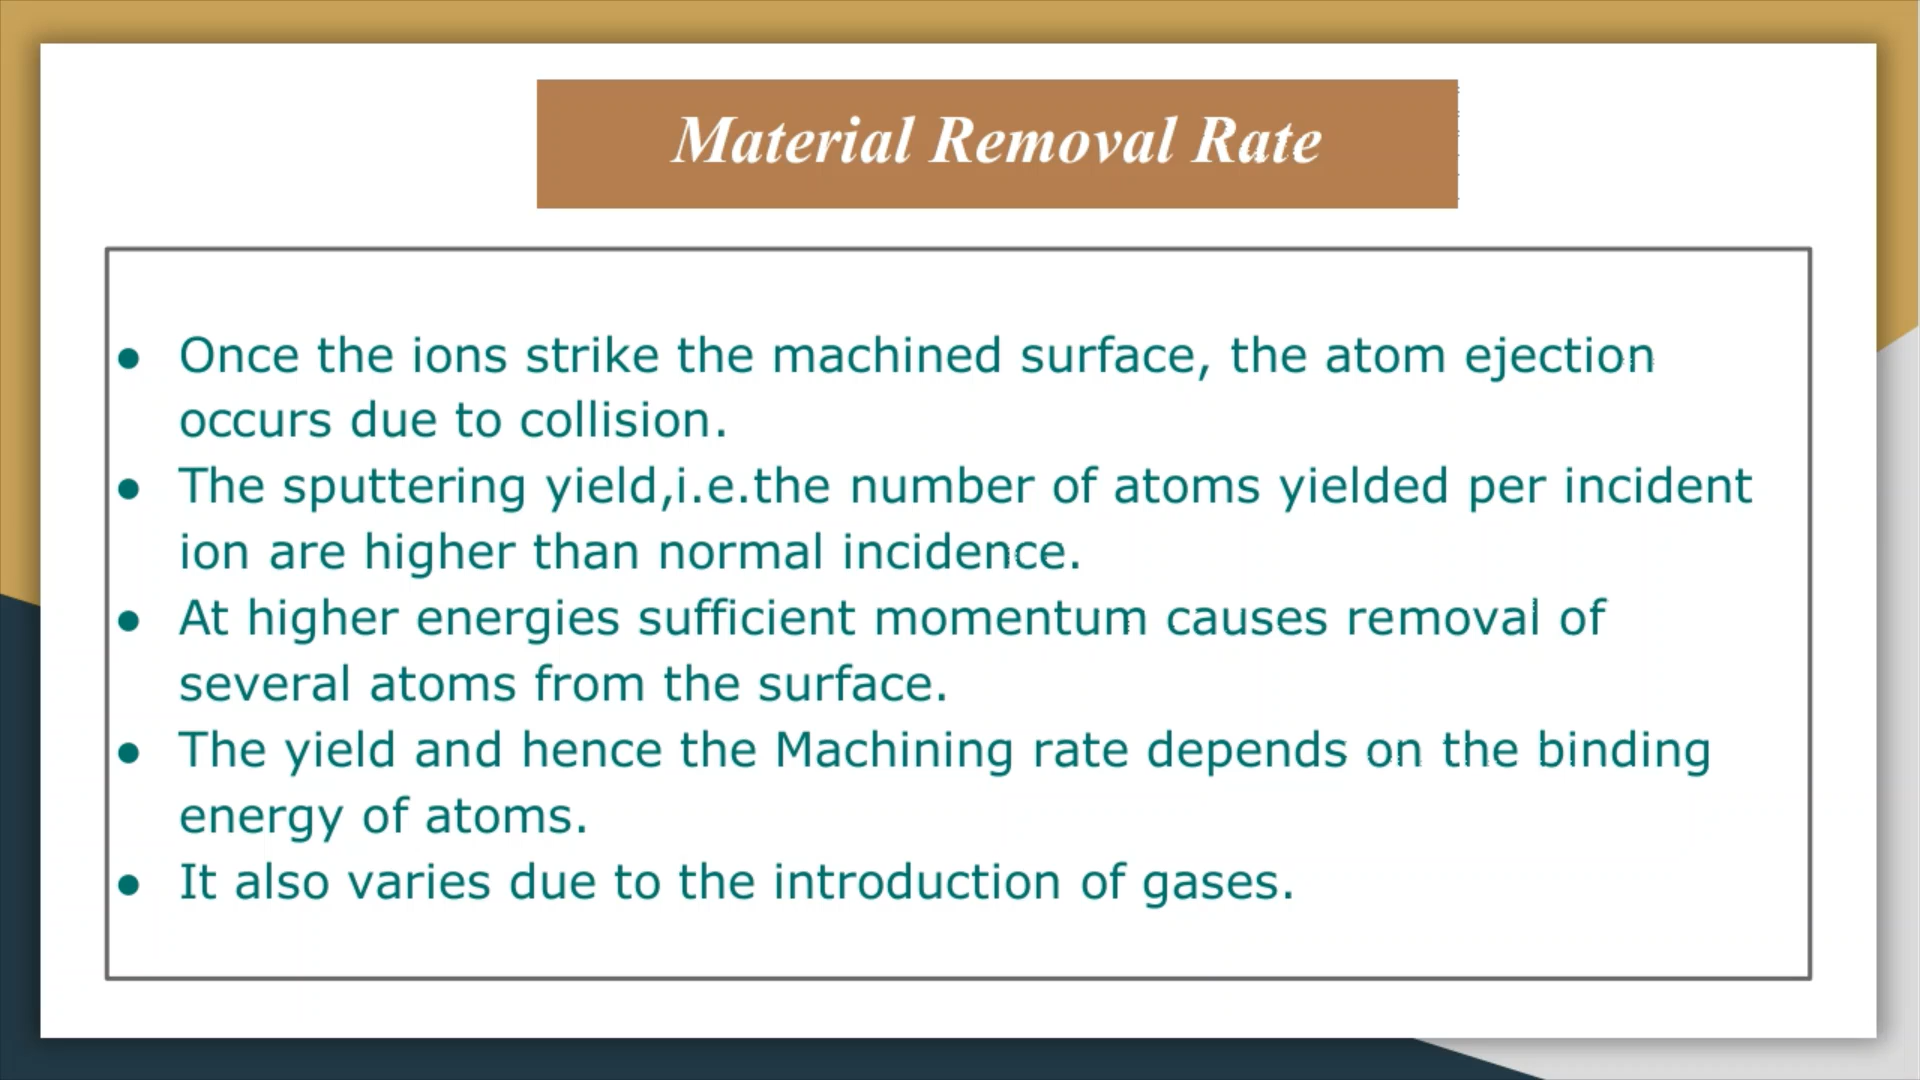 Material Removal Rate
● Once the ions strike the machined surface, the atom ejection
occurs due to collision.
● The sputtering yield,i.e.the number of atoms yielded per incident
ion are higher than normal incidence.
● At higher energies sufficient momentum causes removal of
several atoms from the surface.
● The yield and hence the Machining rate depends on the binding
energy of atoms.
● It also varies due to the introduction of gases.